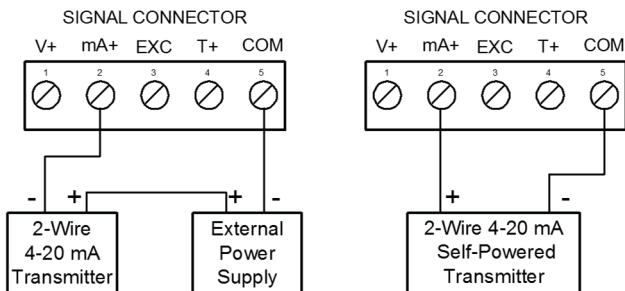 SIGNAL CONNECTOR
V+ mA+ EXC T+ COM
1 2 3 4 5
- + + -
2-Wire
4-20 mA
Transmitter
External
Power
Supply
SIGNAL CONNECTOR
V+ mA+ EXC T+ COM
1 2 3 4 5
+ -
2-Wire 4-20 mA
Self-Powered
Transmitter